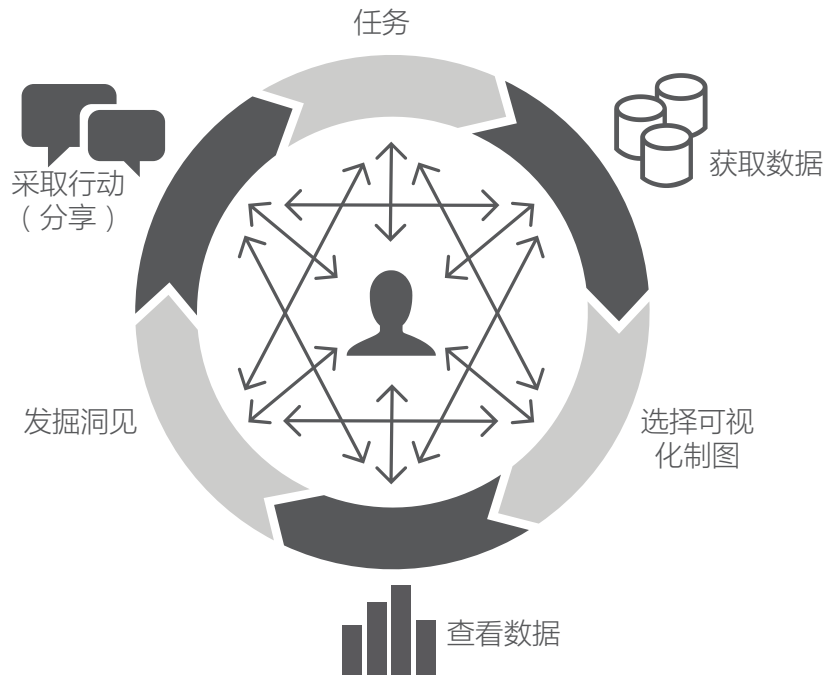 任务
获取数据
选择可视
化制图
查看数据
发掘洞见
采取行动
（分享）